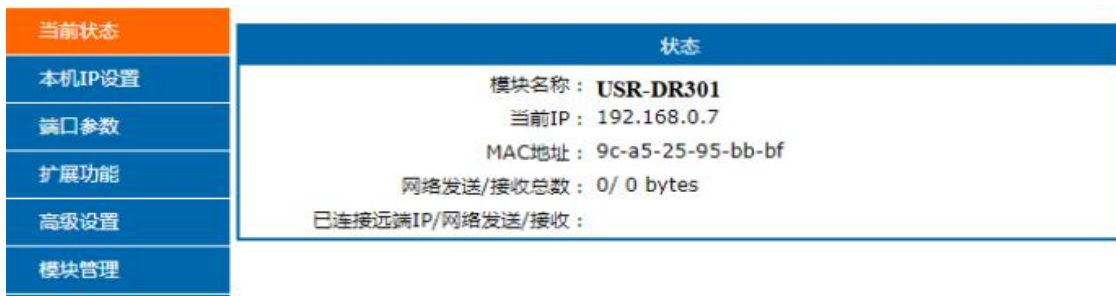 当前状态
本机IP设置
端口参数
扩展功能
高级设置
模块管理
状态
模块名称： USR-DR301
当前IP： 192.168.0.7
MAC地址： 9c-a5-25-95-bb-bf
网络发送/接收总数： 0/ 0 bytes
已连接远端IP/网络发送/接收：